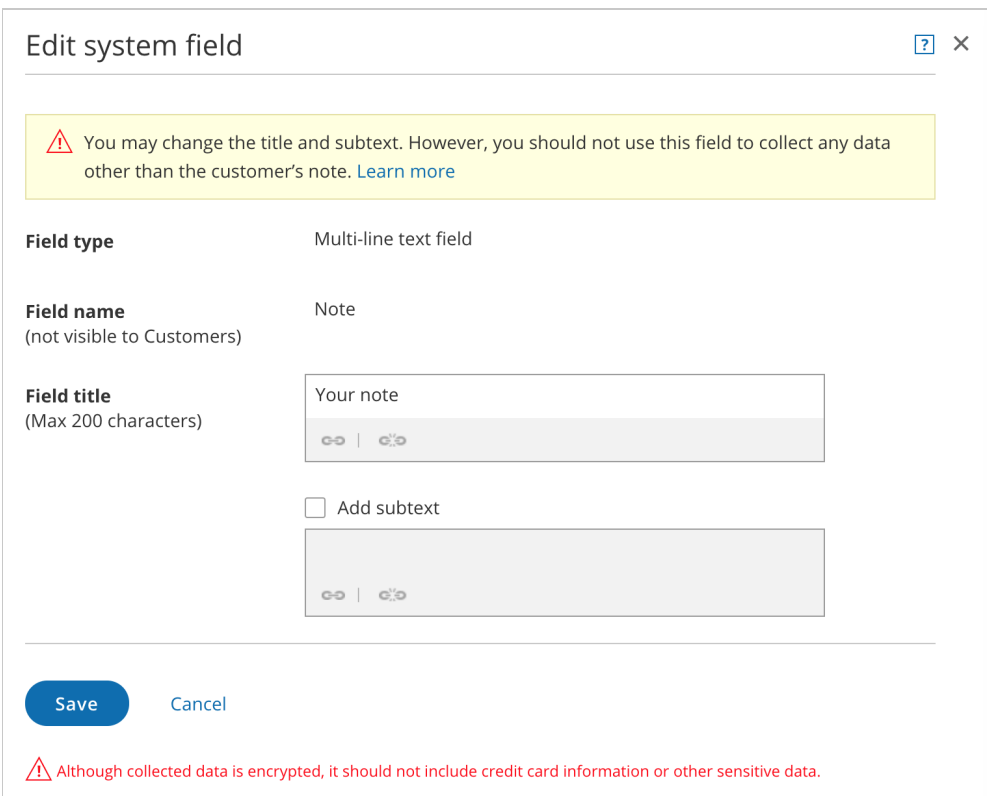 Edit system field
?
You may change the title and subtext. However, you should not use this field to collect any data
other than the customer’s note. Learn more
Field type
Multi-line text field
Field name
Note
(not visible to Customers)
Field title
(Max 200 characters)
Your note
Add subtext
Save
Cancel
Although collected data is encrypted, it should not include credit card information or other sensitive data.